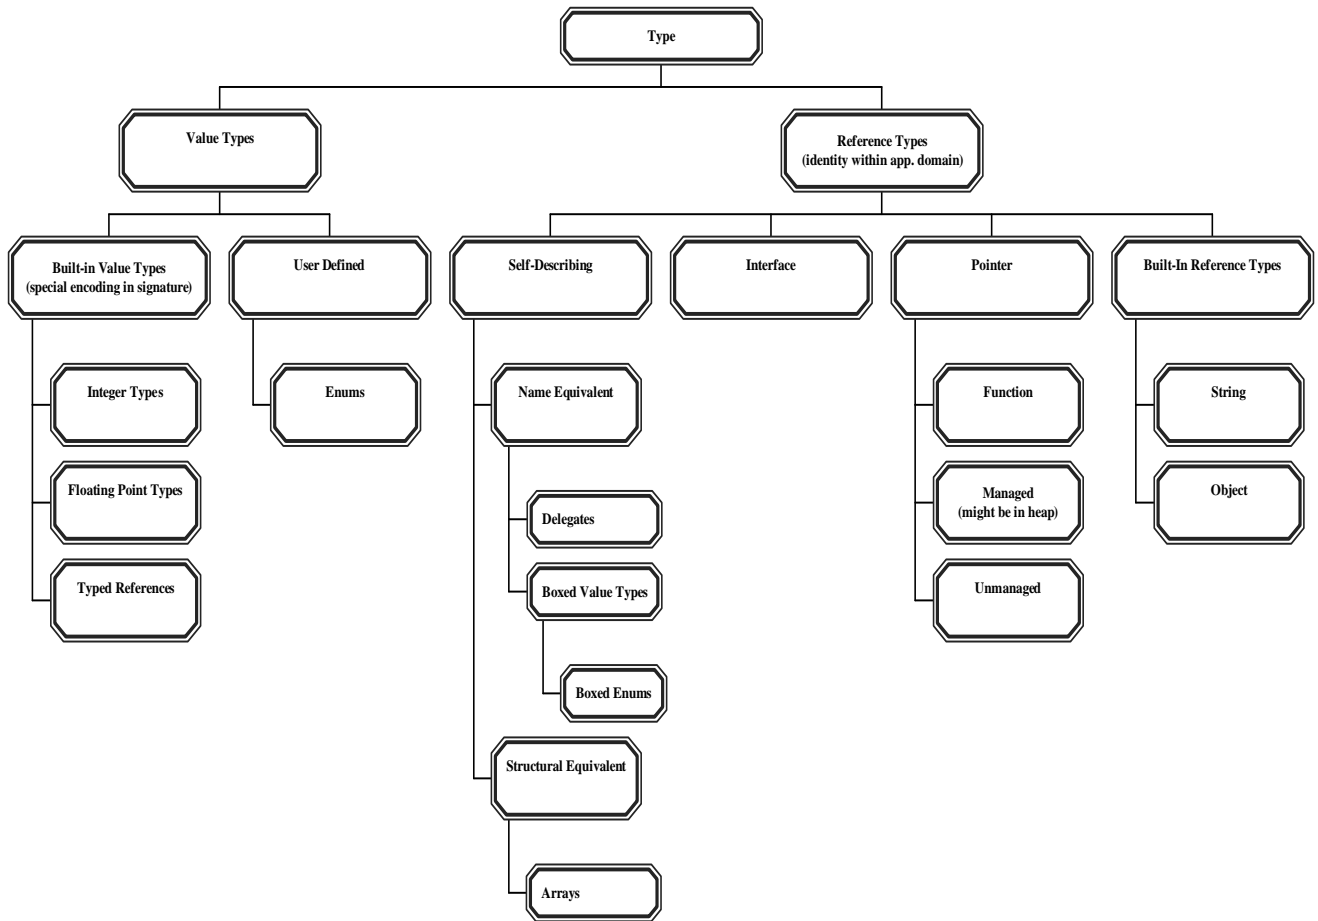 Type
Value Types
Reference Types
(identity within app. domain)
Built-in Value Types
(special encoding in signature)
User Defined
Self-Describing
Interface
Pointer
Built-In Reference Types
Integer Types
Enums
Name Equivalent
Function
String
Floating Point Types
Delegates
Managed
(might be in heap)
Object
Typed References
Boxed Value Types
Unmanaged
Boxed Enums
Structural Equivalent
Arrays